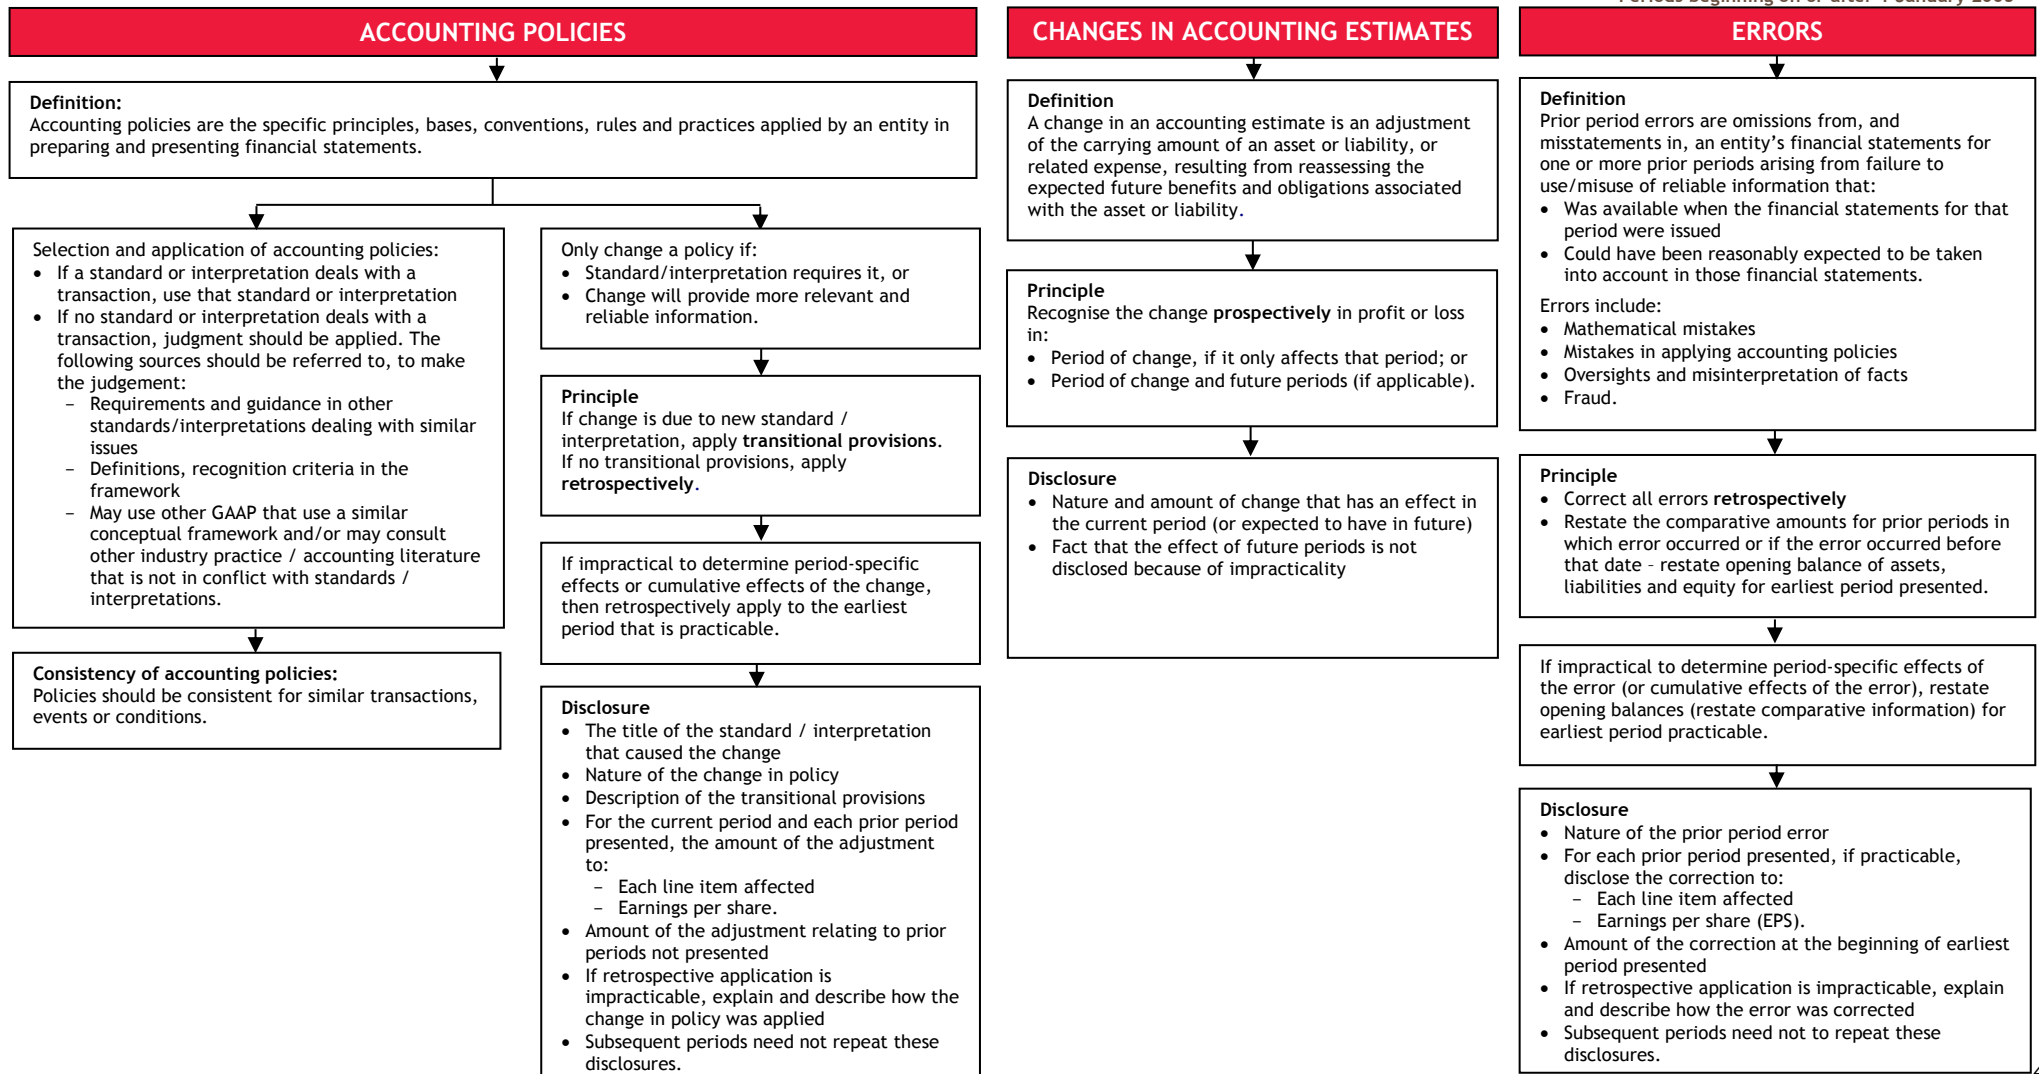 Periods beginning on or after 1 January 2005
ACCOUNTING POLICIES
Definition:
Accounting policies are the specific principles, bases, conventions, rules and practices applied by an entity in
preparing and presenting financial statements.
Selection and application of accounting policies:
• If a standard or interpretation deals with a
transaction, use that standard or interpretation
• If no standard or interpretation deals with a
transaction, judgment should be applied. The
following sources should be referred to, to make
the judgement:
– Requirements and guidance in other
standards/interpretations dealing with similar
issues
– Definitions, recognition criteria in the
framework
– May use other GAAP that use a similar
conceptual framework and/or may consult
other industry practice / accounting literature
that is not in conflict with standards /
interpretations.
Consistency of accounting policies:
Policies should be consistent for similar transactions,
events or conditions.
Only change a policy if:
• Standard/interpretation requires it, or
• Change will provide more relevant and
reliable information.
Principle
If change is due to new standard /
interpretation, apply transitional provisions.
If no transitional provisions, apply
retrospectively.
If impractical to determine period-specific
effects or cumulative effects of the change,
then retrospectively apply to the earliest
period that is practicable.
Disclosure
• The title of the standard / interpretation
that caused the change
• Nature of the change in policy
• Description of the transitional provisions
• For the current period and each prior period
presented, the amount of the adjustment
to:
– Each line item affected
– Earnings per share.
• Amount of the adjustment relating to prior
periods not presented
• If retrospective application is
impracticable, explain and describe how the
change in policy was applied
• Subsequent periods need not repeat these
disclosures.
CHANGES IN ACCOUNTING ESTIMATES
Definition
A change in an accounting estimate is an adjustment
of the carrying amount of an asset or liability, or
related expense, resulting from reassessing the
expected future benefits and obligations associated
with the asset or liability.
Principle
Recognise the change prospectively in profit or loss
in:
• Period of change, if it only affects that period; or
• Period of change and future periods (if applicable).
Disclosure
• Nature and amount of change that has an effect in
the current period (or expected to have in future)
• Fact that the effect of future periods is not
disclosed because of impracticality
ERRORS
Definition
Prior period errors are omissions from, and
misstatements in, an entity’s financial statements for
one or more prior periods arising from failure to
use/misuse of reliable information that:
• Was available when the financial statements for that
period were issued
• Could have been reasonably expected to be taken
into account in those financial statements.
Errors include:
• Mathematical mistakes
• Mistakes in applying accounting policies
• Oversights and misinterpretation of facts
• Fraud.
Principle
• Correct all errors retrospectively
• Restate the comparative amounts for prior periods in
which error occurred or if the error occurred before
that date – restate opening balance of assets,
liabilities and equity for earliest period presented.
If impractical to determine period-specific effects of
the error (or cumulative effects of the error), restate
opening balances (restate comparative information) for
earliest period practicable.
Disclosure
• Nature of the prior period error
• For each prior period presented, if practicable,
disclose the correction to:
– Each line item affected
– Earnings per share (EPS).
• Amount of the correction at the beginning of earliest
period presented
• If retrospective application is impracticable, explain
and describe how the error was corrected
• Subsequent periods need not to repeat these
disclosures.